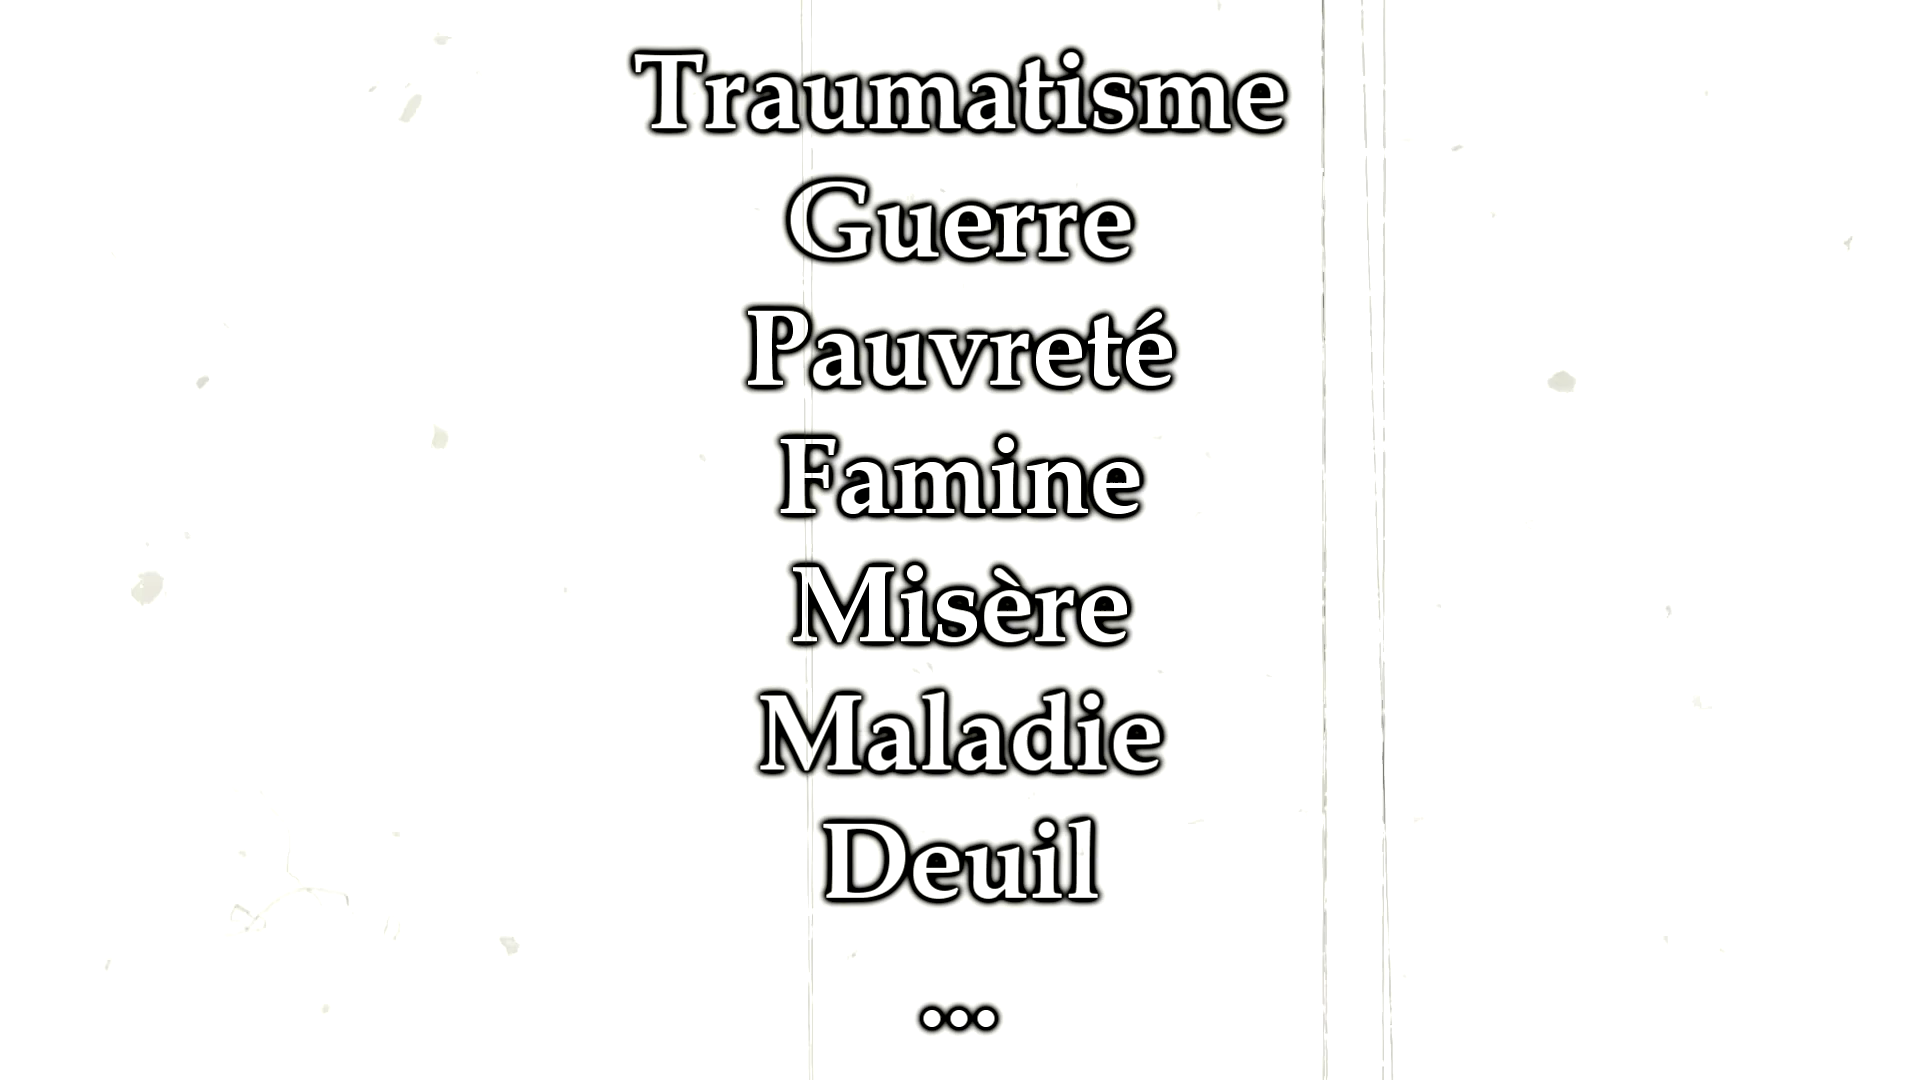 Traumatisme
Guerre
Pauvreté
Famine
Misère
Maladie
Deuil
...